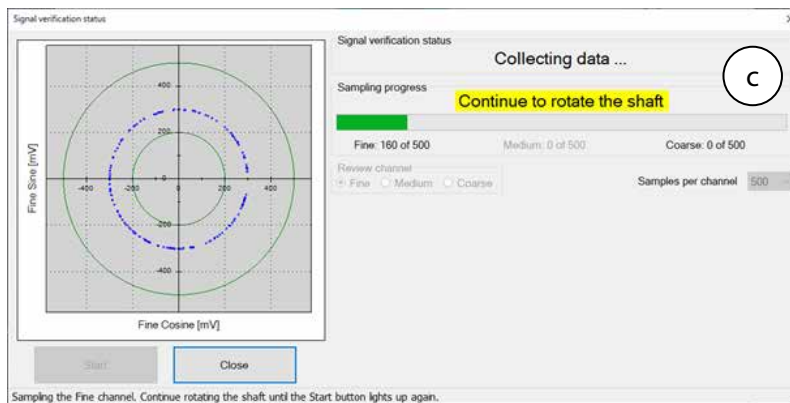 Signal verification status
Signal verification status
Collecting data ...
C
Sampling progress
Continue to rotate the shaft
Fine: 160 of 500 Medium: 0 of 500 Coarse: 0 of 500
Review channel
Fine Medium Coarse
Samples per channel 500
Fine Sine [mV]
400
200
-400 -200 0 200 400
-200
-400
Fine Cosine [mV]
Start Close
Sampling the Fine channel. Continue rotating the shaft until the Start button lights up again.